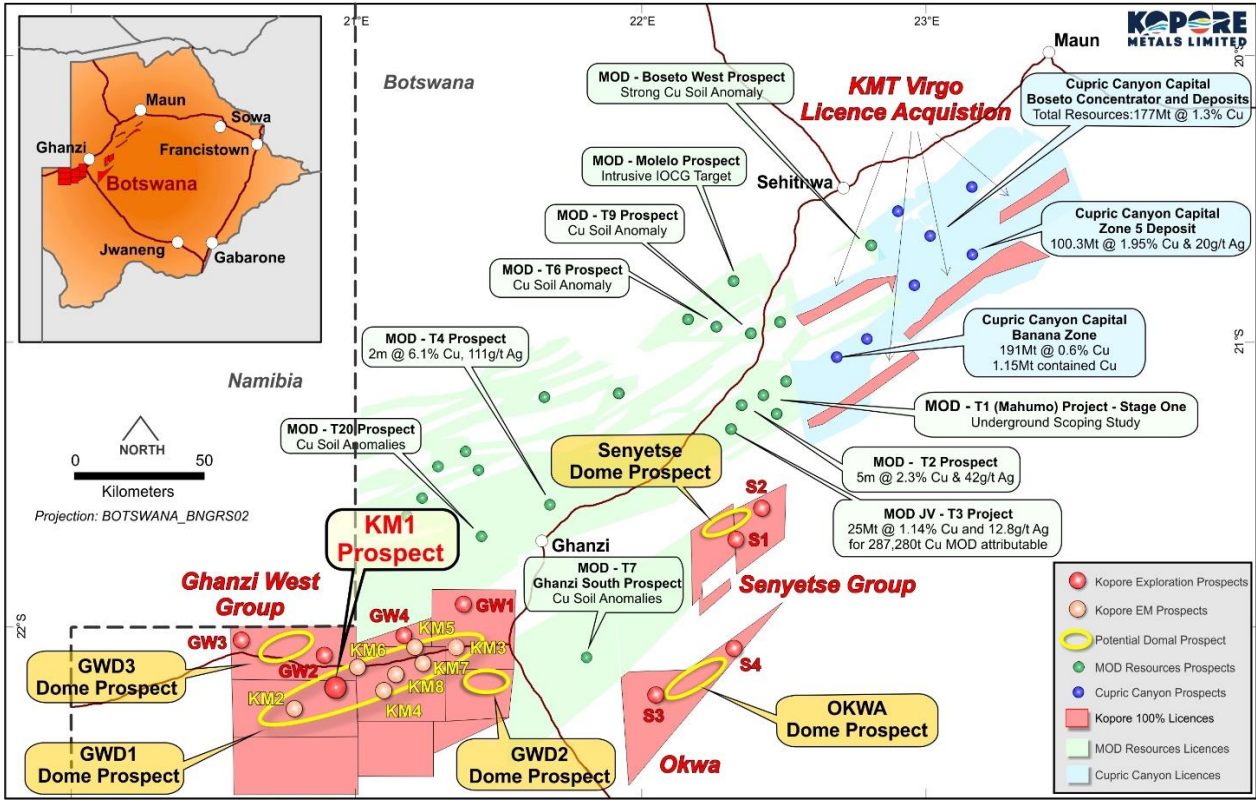 21°E
22°E
23°E
KOPORE
METALS LIMITED
Maun
20°S
Botswana
MOD - Boseto West Prospect
Strong Cu Soil Anomaly
KMT Virgo
Licence Acquistion
Cupric Canyon Capital
Boseto Concentrator and Deposits
Total Resources:177Mt @ 1.3% Cu
Maun
Sowa
Francistown
Ghanzi
Botswana
Jwaneng
Gabarone
MOD - Molelo Prospect
Intrusive IOCG Target
Sehithwa
MOD - T9 Prospect
Cu Soil Anomaly
Cupric Canyon Capital
Zone 5 Deposit
100.3Mt @ 1.95% Cu & 20g/t Ag
MOD - T6 Prospect
Cu Soil Anomaly
MOD - T4 Prospect
2m @ 6.1% Cu, 111g/t Ag
Cupric Canyon Capital
Banana Zone
191Mt @ 0.6% Cu
1.15Mt contained Cu
21°S
Namibia
MOD - T20 Prospect
Cu Soil Anomalies
MOD - T1 (Mahumo) Project - Stage One
Underground Scoping Study
NORTH
0
50
Kilometers
Projection: BOTSWANA_BNGRS02
Senyetse
Dome Prospect
MOD - T2 Prospect
5m @ 2.3% Cu & 42g/t Ag
MOD JV - T3 Project
25Mt @ 1.14% Cu and 12.8g/t Ag
for 287,280t Cu MOD attributable
S2
S1
KM1
Prospect
Ghanzi
MOD - T7
Ghanzi South Prospect
Cu Soil Anomalies
Senyetse Group
Ghanzi West
Group
22°S
GW1
GW4
GW3
GW2
KM5
KM6
KM3
KM7
KM8
KM2
KM4
S4
S3
GWD3
Dome Prospect
GWD1
Dome Prospect
GWD2
Dome Prospect
OKWA
Dome Prospect
Okwa
Legend
Kopore Exploration Prospects
Kopore EM Prospects
Potential Domal Prospect
MOD Resources Prospects
Cupric Canyon Prospects
Kopore 100% Licences
MOD Resources Licences
Cupric Canyon Licences